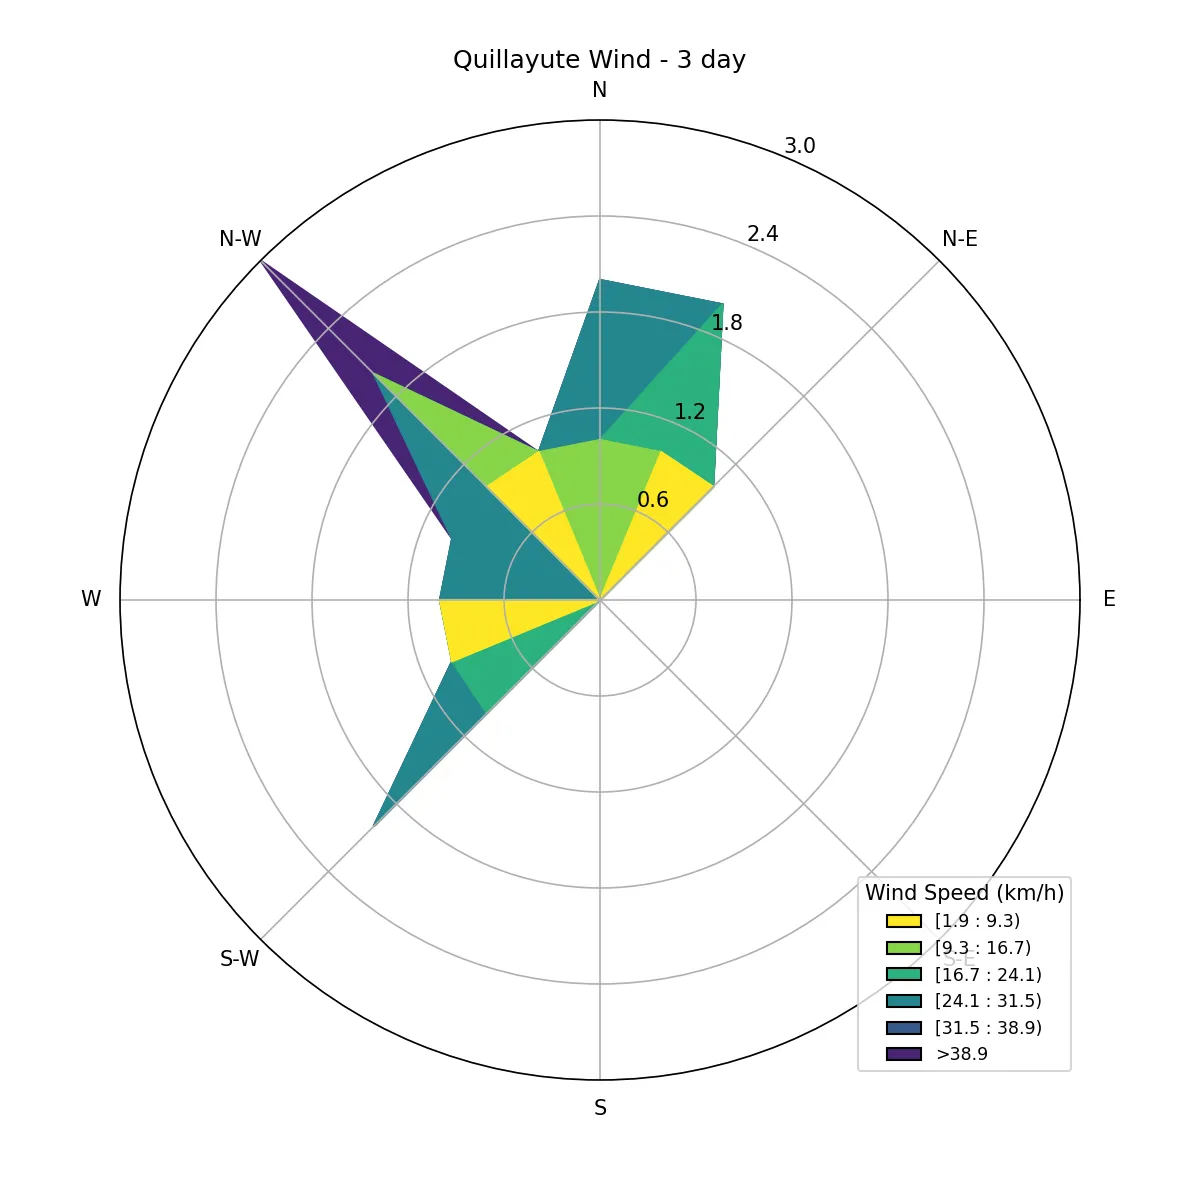 Quillayute Wind - 3 day
N
3.0
N-W
2.4
N-E
1.8
1.2
0.6
W
E
S-W
S-E
S
Wind Speed (km/h)
[1.9 : 9.3)
[9.3 : 16.7)
[16.7 : 24.1)
[24.1 : 31.5)
[31.5 : 38.9)
>38.9